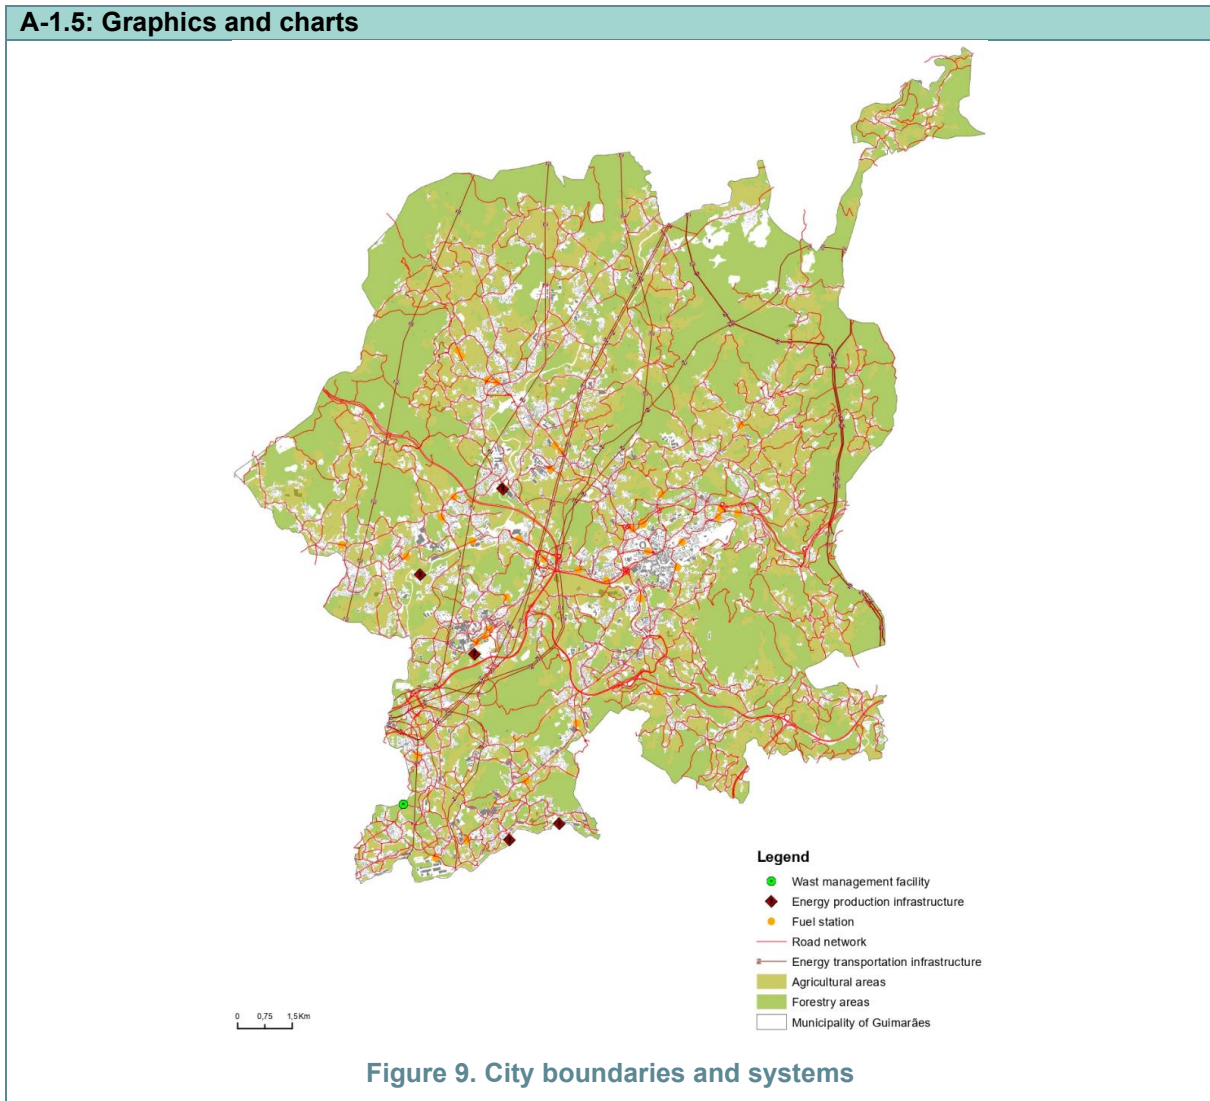 A-1.5: Graphics and charts
Legend
Wast management facility
Energy production infrastructure
Fuel station
Road network
Energy transportation infrastructure
Agricultural areas
Forestry areas
Municipality of Guimarães
0 0,75 1,5Km
Figure 9. City boundaries and systems